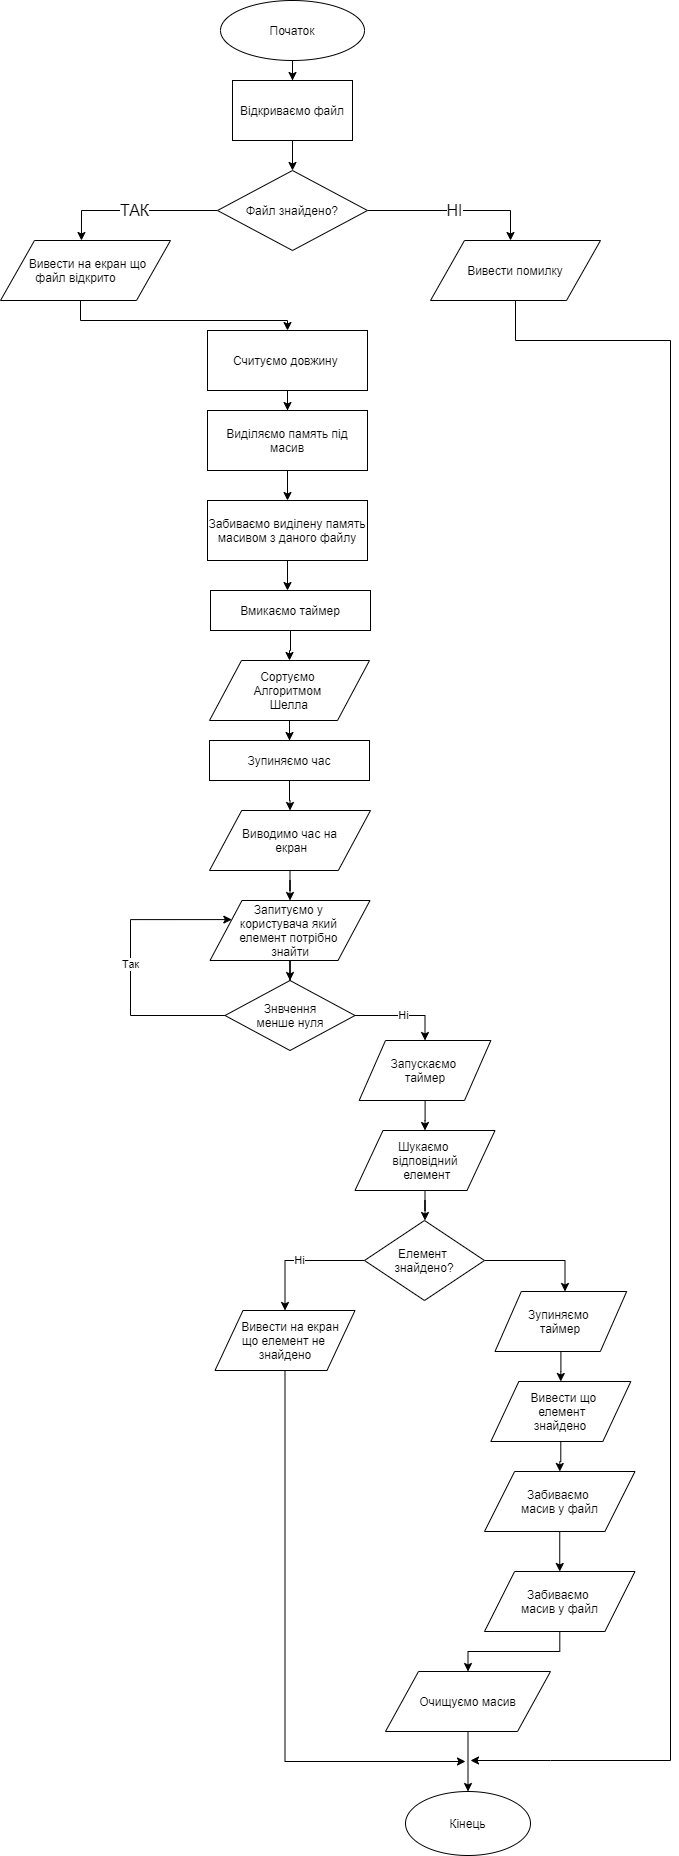 Початок
Відкриваємо файл
Файл знайдено?
ТАК
НІ
Вивести на екран що
файл відкрито
Вивести помилку
Считуємо довжину
Виділяємо память під
масив
Забиваємо виділену память
масивом з даного файлу
Вмикаємо таймер
Сортуємо
Алгоритмом
Шелла
Зупиняємо час
Виводимо час на
екран
Запитуємо у
користувача який
елемент потрібно
знайти
Так
Знвчення
менше нуля
Ні
Запускаємо
таймер
Шукаємо
відповідний
елемент
Елемент
знайдено?
Ні
Вивести на екран
що елемент не
знайдено
Зупиняємо
таймер
Вивести що
елемент
знайдено
Забиваємо
масив у файл
Забиваємо
масив у файл
Очищуємо масив
Кінець